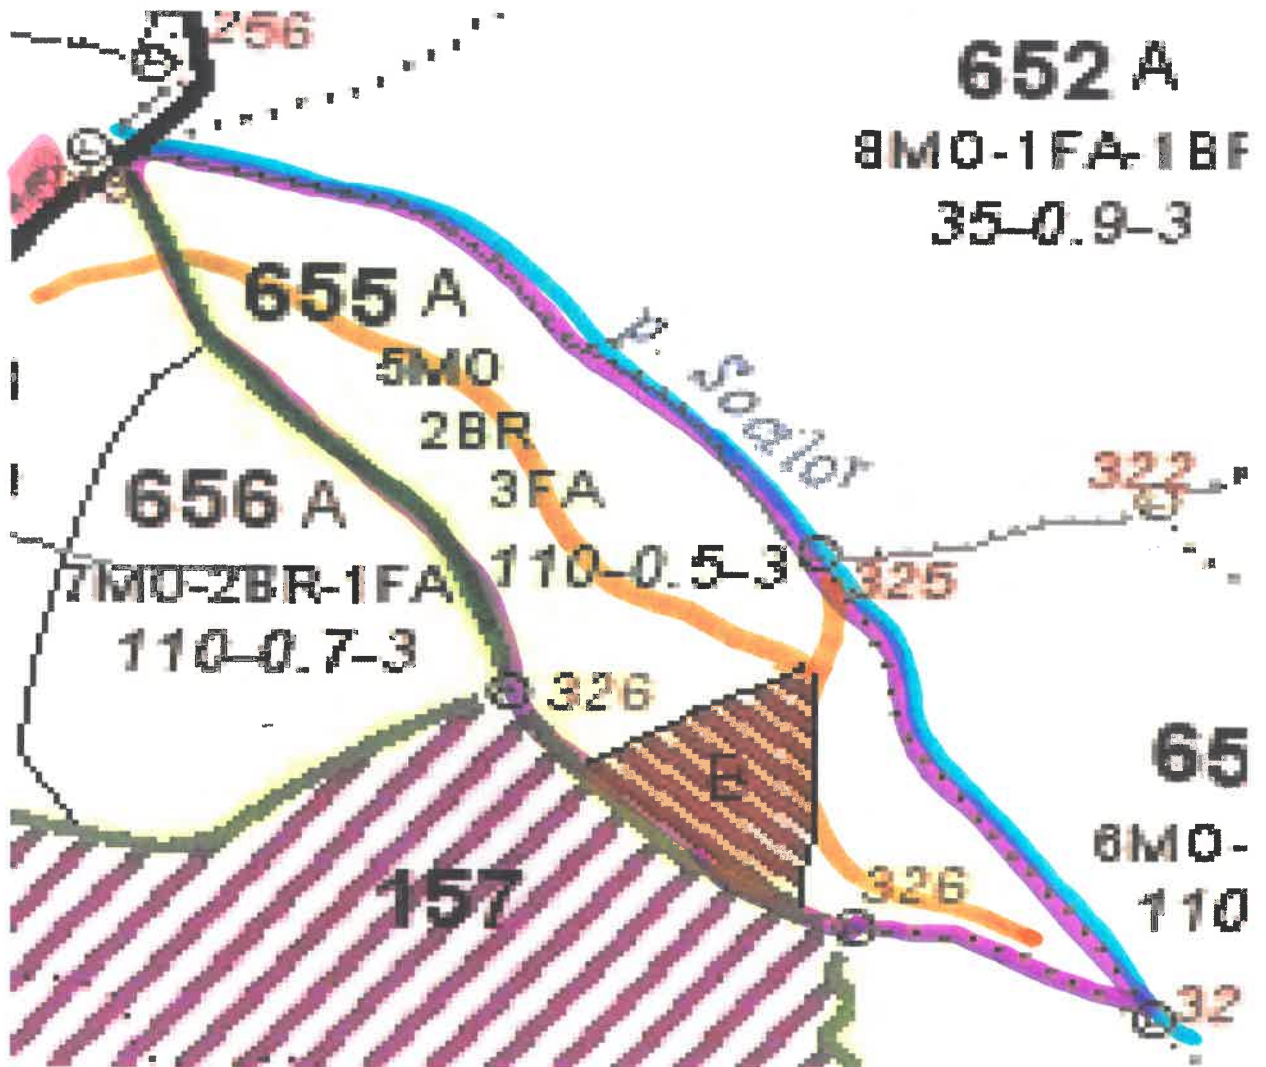 256
652 A
8MO-1FA-1BF
35-0.9-3
655 A
5MO
2BR
3FA
110-0.5-3
322
325
656 A
7MO-2BR-1FA
110-0.7-3
326
E
65
6MO-
110
157
326
32